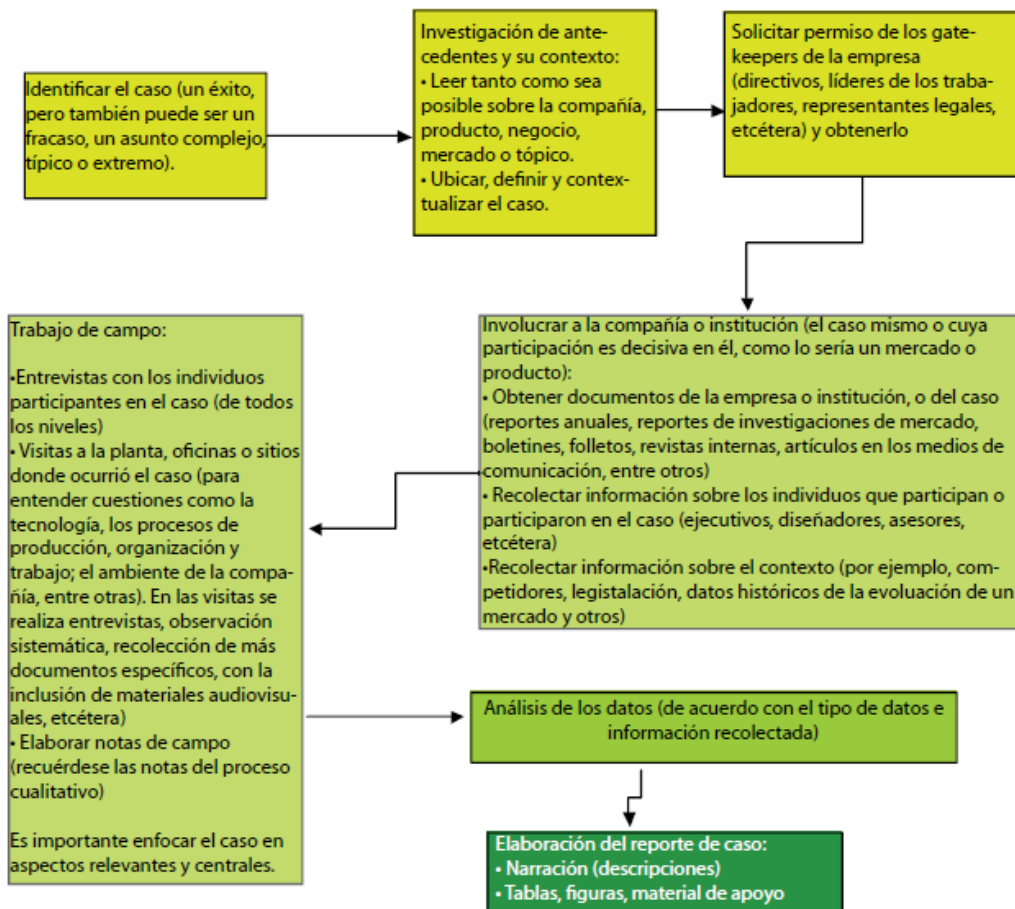 Identificar el caso (un éxito,
pero también puede ser un
fracaso, un asunto complejo,
típico o extremo).
Investigación de ante-
cedentes y su contexto:
• Leer tanto como sea
posible sobre la compañía,
producto, negocio,
mercado o tópico.
• Ubicar, definir y contex-
tualizar el caso.
Solicitar permiso de los gate-
keepers de la empresa
(directivos, líderes de los traba-
jadores, representantes legales,
etcétera) y obtenerlo
Involucrar a la compañía o institución (el caso mismo o cuya
participación es decisiva en él, como lo sería un mercado o
producto):
• Obtener documentos de la empresa o institución, o del caso
(reportes anuales, reportes de investigaciones de mercado,
boletines, folletos, revistas internas, artículos en los medios de
comunicación, entre otros)
• Recolectar información sobre los individuos que participan o
participaron en el caso (ejecutivos, diseñadores, asesores,
etcétera)
•Recolectar información sobre el contexto (por ejemplo, com-
petidores, legistalación, datos históricos de la evoluación de un
mercado y otros)
Trabajo de campo:
•Entrevistas con los individuos
participantes en el caso (de todos
los niveles)
• Visitas a la planta, oficinas o sitios
donde ocurrió el caso (para
entender cuestiones como la
tecnología, los procesos de
producción, organización y
trabajo; el ambiente de la compa-
ñía, entre otras). En las visitas se
realiza entrevistas, observación
sistemática, recolección de más
documentos específicos, con la
inclusión de materiales audiovisu-
ales, etcétera)
• Elaborar notas de campo
(recuérdese las notas del proceso
cualitativo)
Es importante enfocar el caso en
aspectos relevantes y centrales.
Análisis de los datos (de acuerdo con el tipo de datos e
información recolectada)
Elaboración del reporte de caso:
• Narración (descripciones)
• Tablas, figuras, material de apoyo